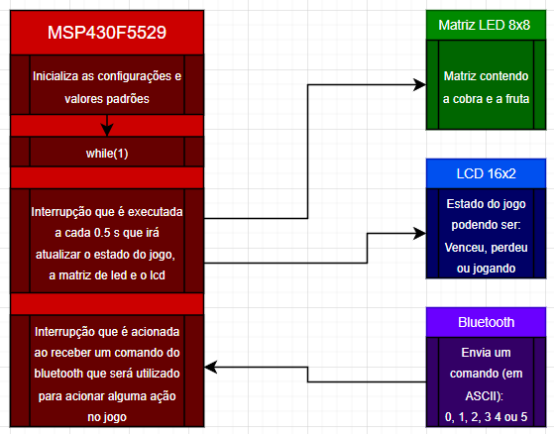 MSP430F5529
Inicializa as configurações e
valores padrões
while(1)
Interrupção que é executada
a cada 0.5 s que irá
atualizar o estado do jogo,
a matriz de led e o lcd
Interrupção que é acionada
ao receber um comando do
bluetooth que será utilizado
para acionar alguma ação
no jogo
Matriz LED 8x8
Matriz contendo
a cobra e a fruta
LCD 16x2
Estado do jogo
podendo ser:
Venceu, perdeu
ou jogando
Bluetooth
Envia um
comando (em
ASCII):
0, 1, 2, 3 4 ou 5